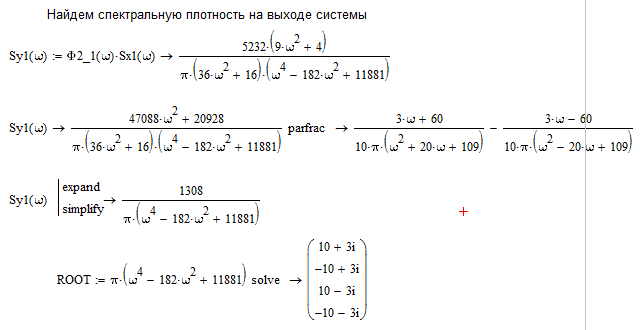 Найдем спектральную плотность на выходе системы
Sy1(ω) := Φ2_1(ω)·Sx1(ω) → 5232·(9·ω² + 4) / π·(36·ω² + 16)·(ω⁴ − 182·ω² + 11881)
Sy1(ω) → 47088·ω² + 20928 / π·(36·ω² + 16)·(ω⁴ − 182·ω² + 11881) parfrac → 3·ω + 60 / 10·π·(ω² + 20·ω + 109) − 3·ω − 60 / 10·π·(ω² − 20·ω + 109)
Sy1(ω) | expand simplify → 1308 / π·(ω⁴ − 182·ω² + 11881)
ROOT := π·(ω⁴ − 182·ω² + 11881) solve →
10 + 3i
−10 + 3i
10 − 3i
−10 − 3i